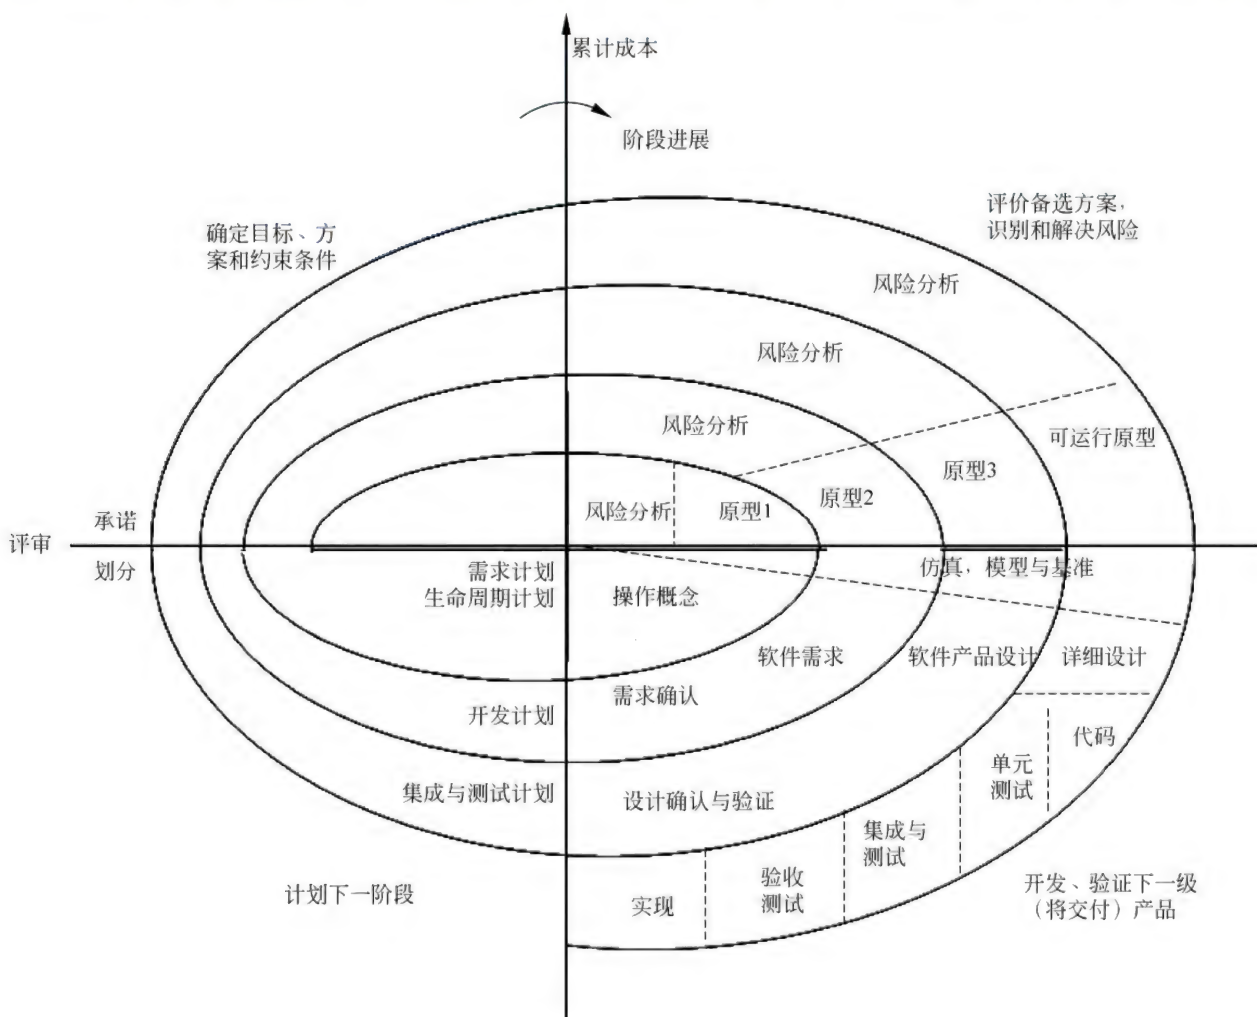 累计成本
阶段进展
评价备选方案，
识别和解决风险
确定目标、方
案和约束条件
风险分析
风险分析
风险分析
可运行原型
原型3
原型2
风险分析
原型1
承诺
评审
划分
需求计划
生命周期计划
操作概念
仿真，模型与基准
软件需求
软件产品设计
详细设计
需求确认
开发计划
代码
单元
测试
集成与测试计划
设计确认与验证
集成与
测试
验收
测试
实现
计划下一阶段
开发、验证下一级
（将交付）产品